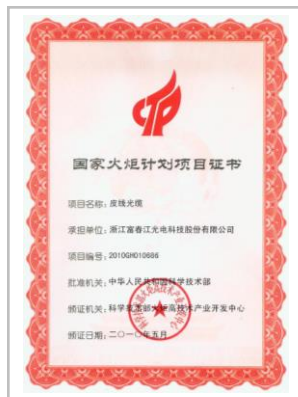 国家火炬计划项目证书
项目名称：皮线光缆
承担单位：浙江富春江光电科技股份有限公司
项目编号：2010GH010686
批准机关：中华人民共和国科学技术部
颁证机关：科学技术部火炬高技术产业开发中心
颁证日期：二〇一〇年五月